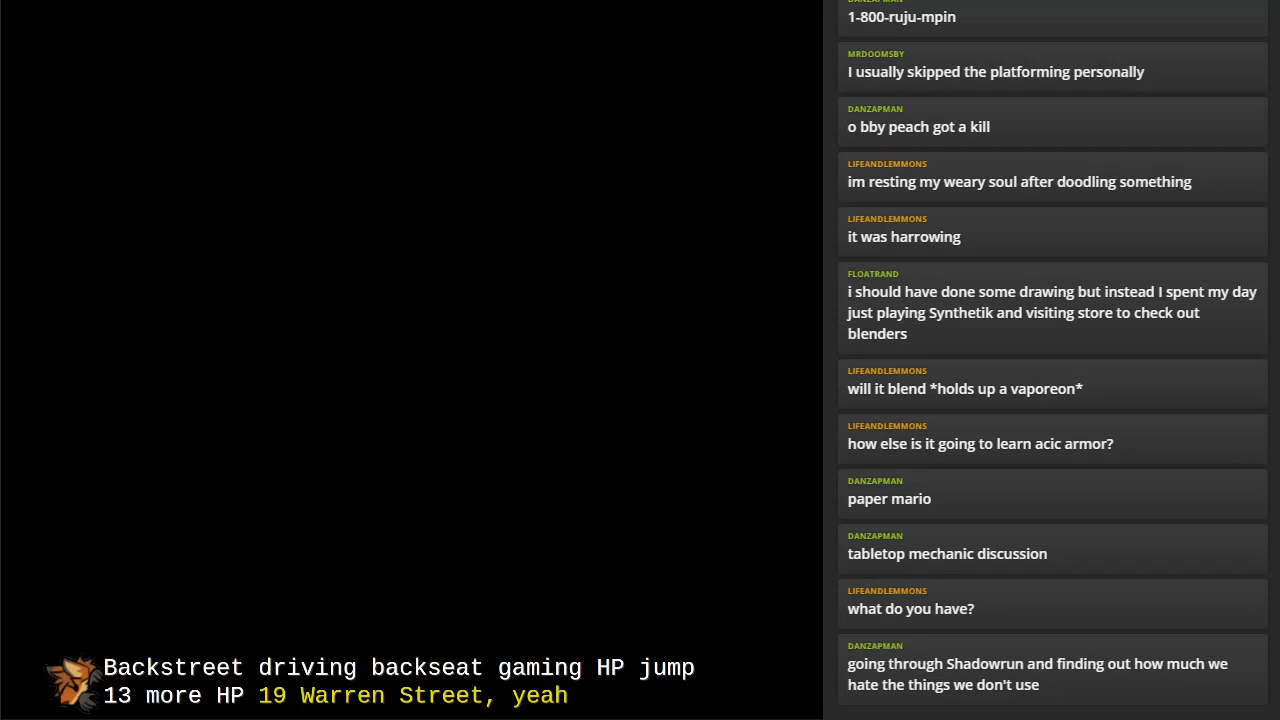 DANZAPMAN
1-800-ruju-mpin
MRDOOMSBY
I usually skipped the platforming personally
DANZAPMAN
o bby peach got a kill
LIFEANDLEMMONS
im resting my weary soul after doodling something
LIFEANDLEMMONS
it was harrowing
FLOATRAND
i should have done some drawing but instead I spent my day
just playing Synthetik and visiting store to check out
blenders
LIFEANDLEMMONS
will it blend *holds up a vaporeon*
LIFEANDLEMMONS
how else is it going to learn acic armor?
DANZAPMAN
paper mario
DANZAPMAN
tabletop mechanic discussion
LIFEANDLEMMONS
what do you have?
DANZAPMAN
going through Shadowrun and finding out how much we
hate the things we don't use
Backstreet driving backseat gaming HP jump
13 more HP 19 Warren Street, yeah